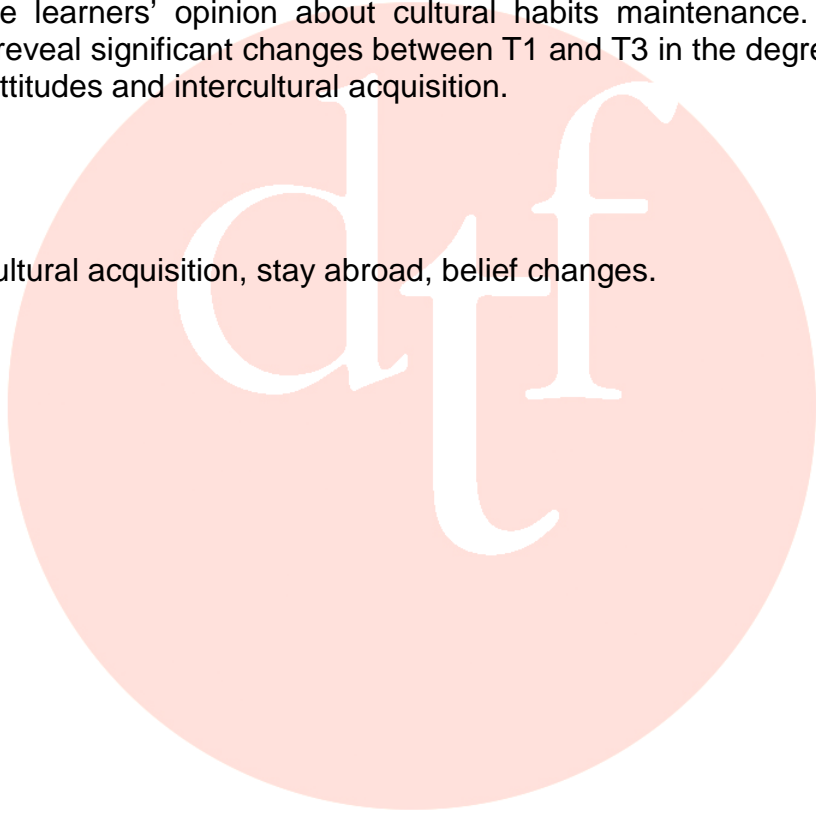 e learners’ opinion about cultural habits maintenance.
reveal significant changes between T1 and T3 in the degre
ttitudes and intercultural acquisition.
ultural acquisition, stay abroad, belief changes.
dtf